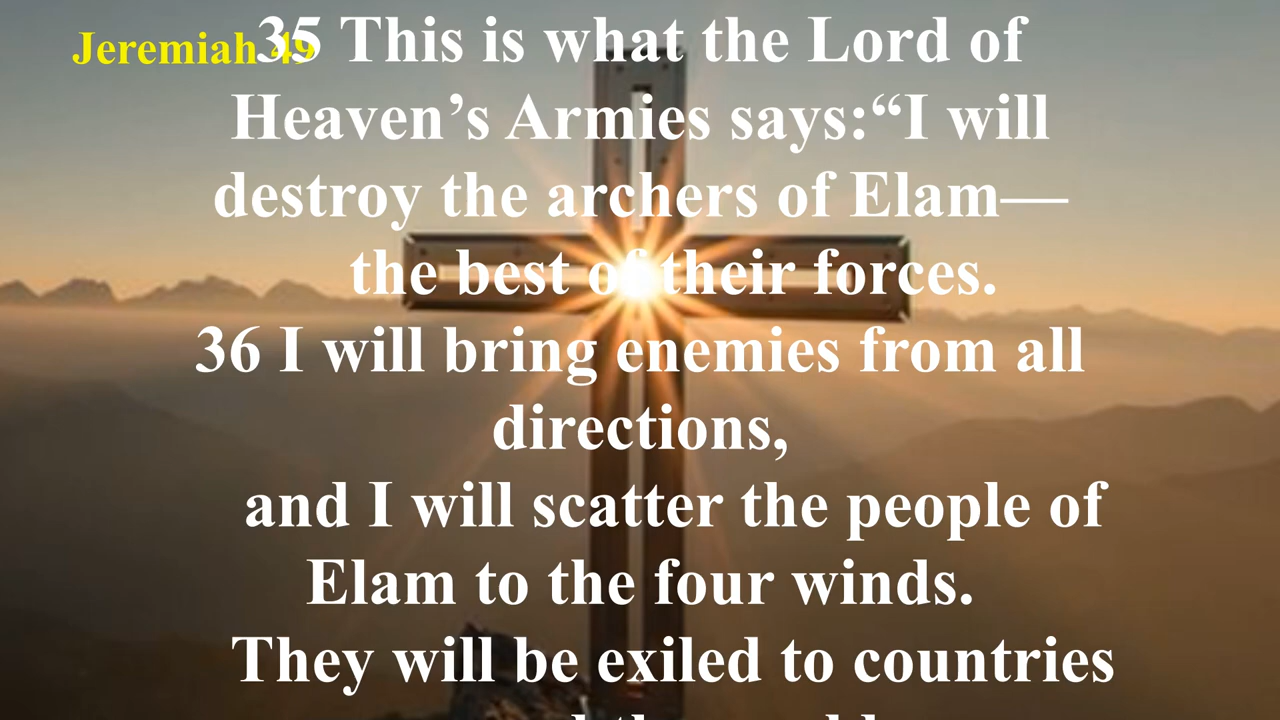 Jeremiah 49
35 This is what the Lord of
Heaven’s Armies says:“I will
destroy the archers of Elam—
the best of their forces.
36 I will bring enemies from all
directions,
and I will scatter the people of
Elam to the four winds.
They will be exiled to countries